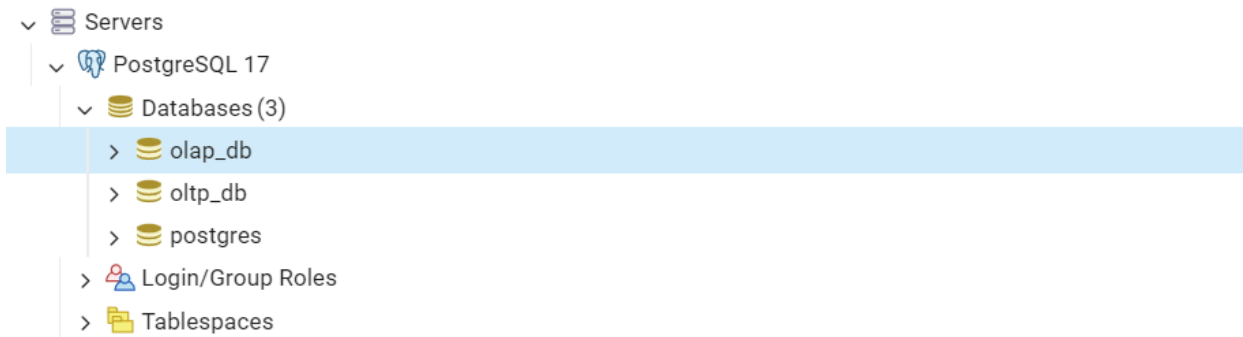 Servers
PostgreSQL 17
Databases (3)
olap_db
oltp_db
postgres
Login/Group Roles
Tablespaces